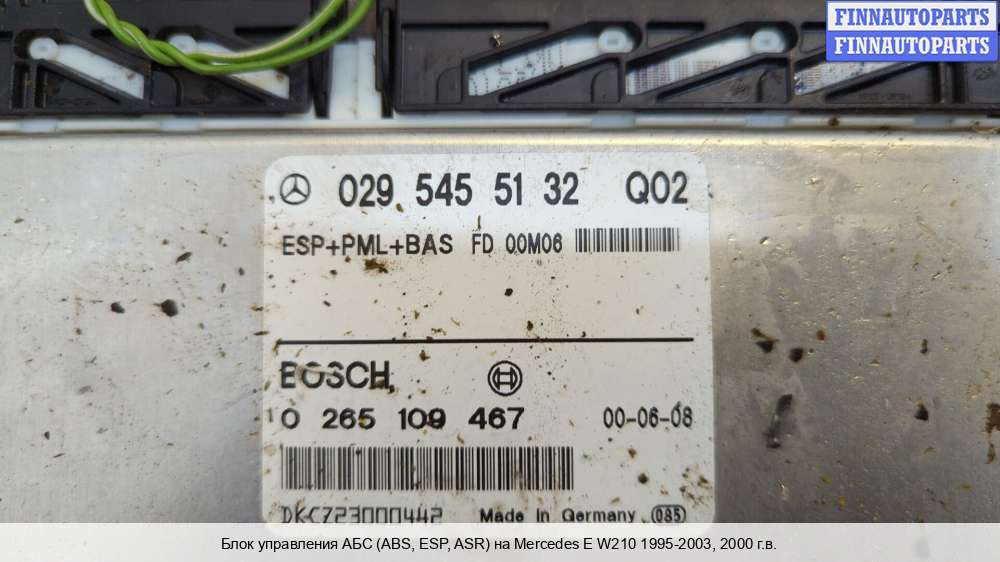 FINNAUTOPARTS
FINNAUTOPARTS
029 545 51 32 Q02
ESP+PML+BAS FD 00M06
BOSCH
0 265 109 467 00-06-08
DKCZ23000442 Made in Germany 085
Блок управления АБС (ABS, ESP, ASR) на Mercedes E W210 1995-2003, 2000 г.в.